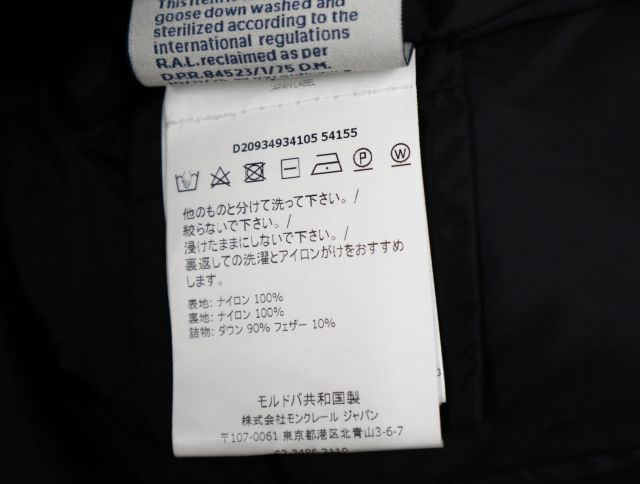 This item is
goose down washed and
sterilized according to the
international regulations
R.A.L. reclaimed as per
D.P.R. 84523/1/75 D.M.
JAPAN LABEL
D20934934105 54155
P W
他のものと分けて洗って下さい。/
絞らないで下さい。/
浸けたままにしないで下さい。/
裏返しての洗濯とアイロンがけをおすすめ
します。
表地: ナイロン 100%
裏地: ナイロン 100%
詰物: ダウン 90% フェザー 10%
モルドバ共和国製
株式会社モンクレール ジャパン
〒107-0061 東京都港区北青山3-6-7